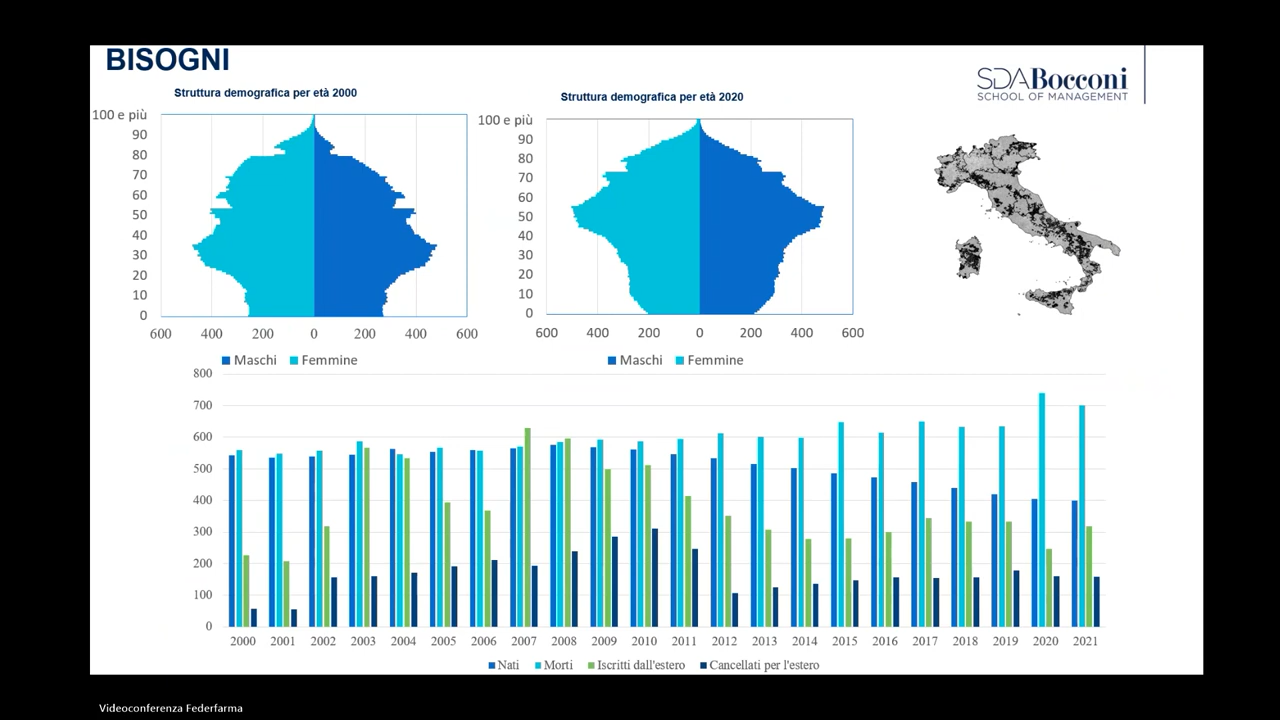 BISOGNI
SDA Bocconi
SCHOOL OF MANAGEMENT
Struttura demografica per età 2000
100 e più
90
80
70
60
50
40
30
20
10
0
600 400 200 0 200 400 600
Maschi Femmine
Struttura demografica per età 2020
100 e più
90
80
70
60
50
40
30
20
10
0
600 400 200 0 200 400 600
Maschi Femmine
800
700
600
500
400
300
200
100
0
2000 2001 2002 2003 2004 2005 2006 2007 2008 2009 2010 2011 2012 2013 2014 2015 2016 2017 2018 2019 2020 2021
Nati Morti Iscritti dall'estero Cancellati per l'estero
Videoconferenza Federfarma